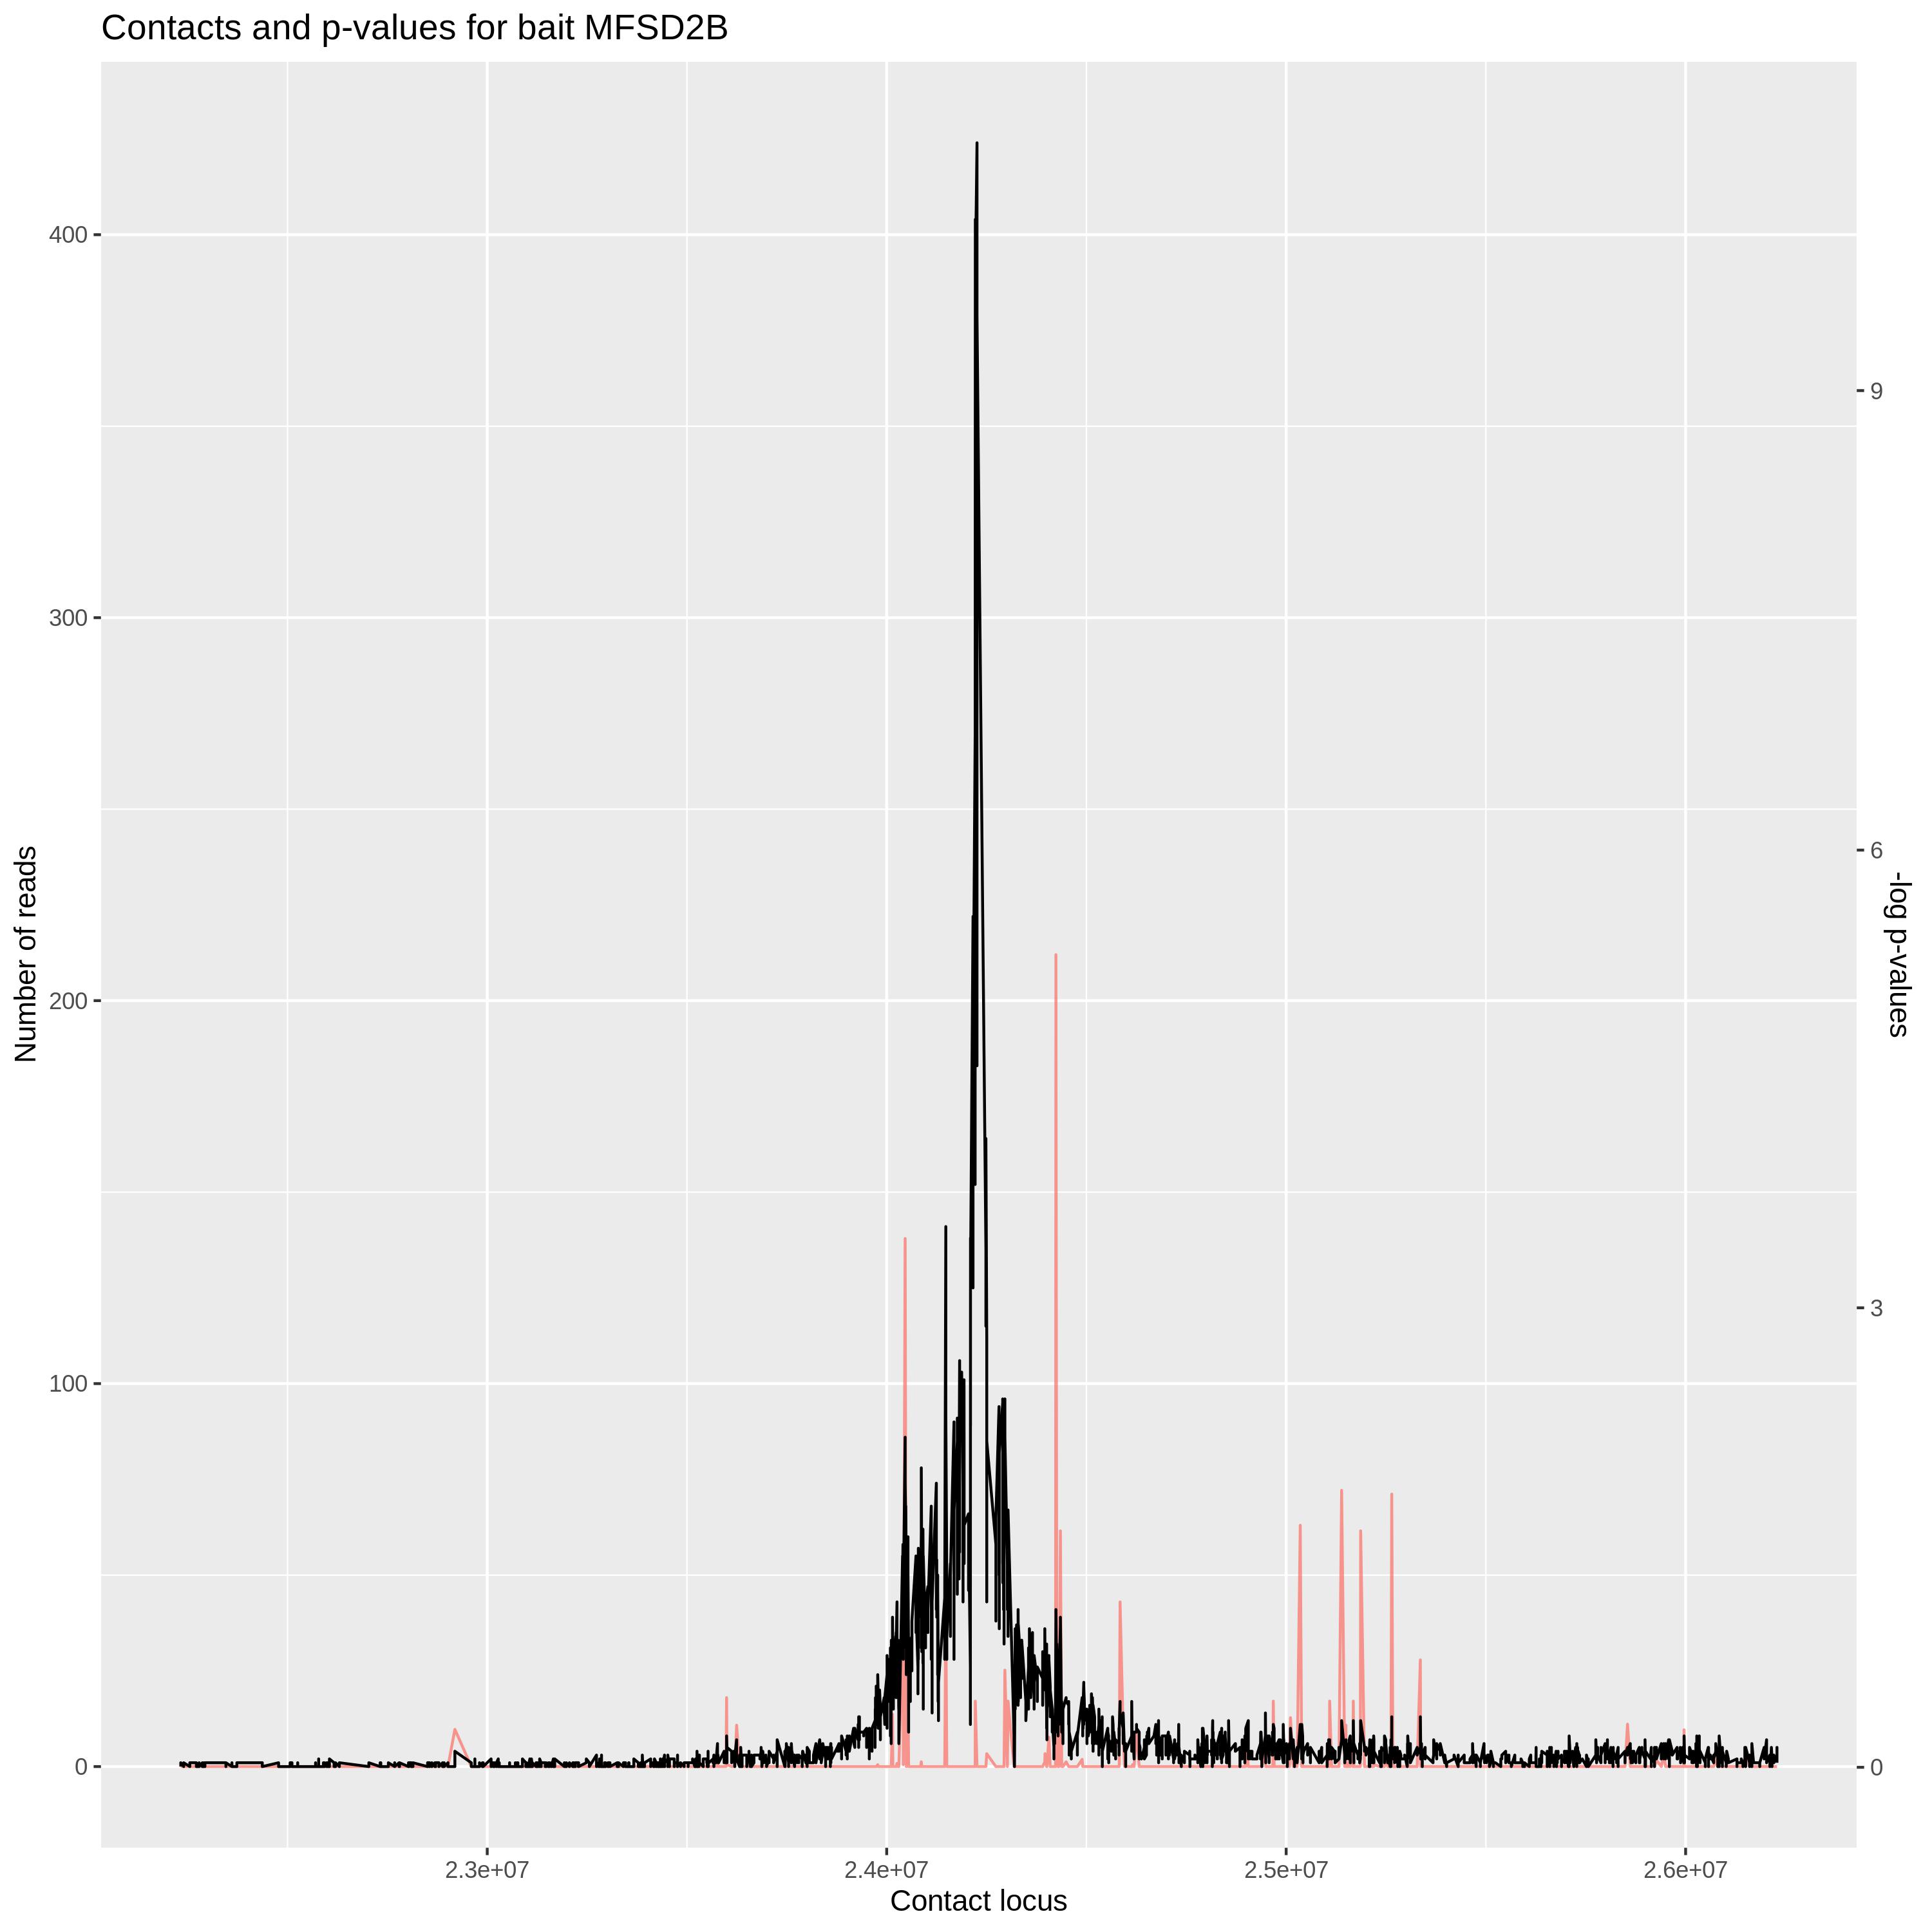 Contacts and p-values for bait MFSD2B
400
300
200
100
0
Number of reads
9
6
3
0
-log p-values
2.3e+07
2.4e+07
2.5e+07
2.6e+07
Contact locus